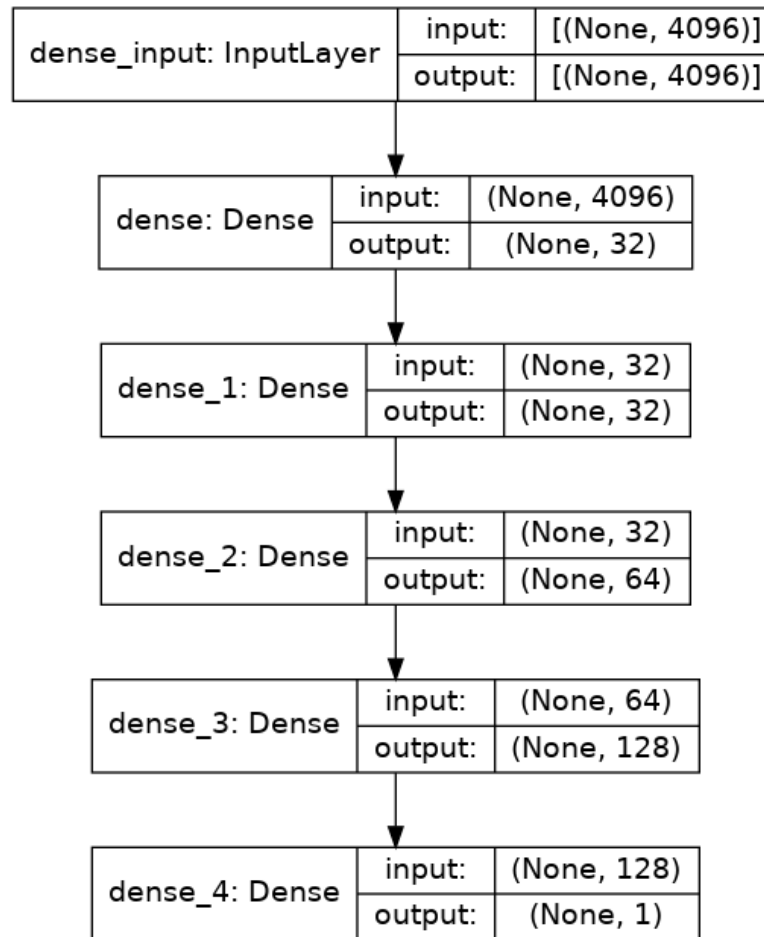 dense_input: InputLayer
input: [(None, 4096)]
output: [(None, 4096)]
dense: Dense
input: (None, 4096)
output: (None, 32)
dense_1: Dense
input: (None, 32)
output: (None, 32)
dense_2: Dense
input: (None, 32)
output: (None, 64)
dense_3: Dense
input: (None, 64)
output: (None, 128)
dense_4: Dense
input: (None, 128)
output: (None, 1)